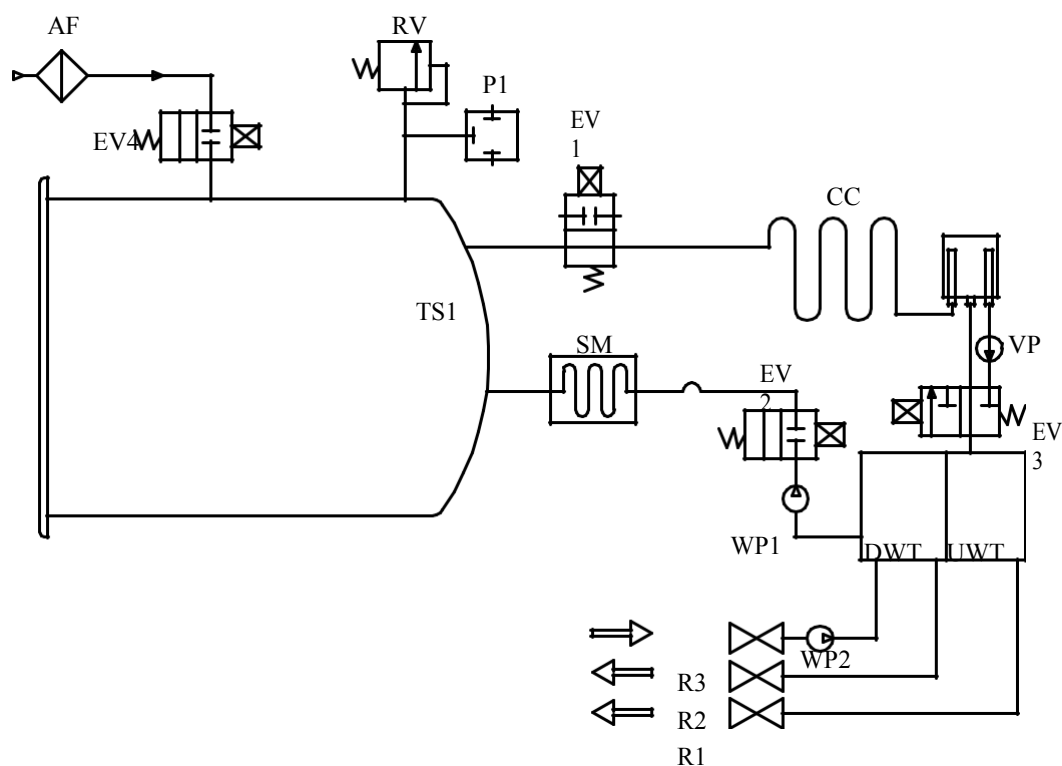 AF
RV
P1
EV4
EV
1
CC
TS1
SM
VP
EV
2
EV
3
WP1
DWT
UWT
WP2
R3
R2
R1